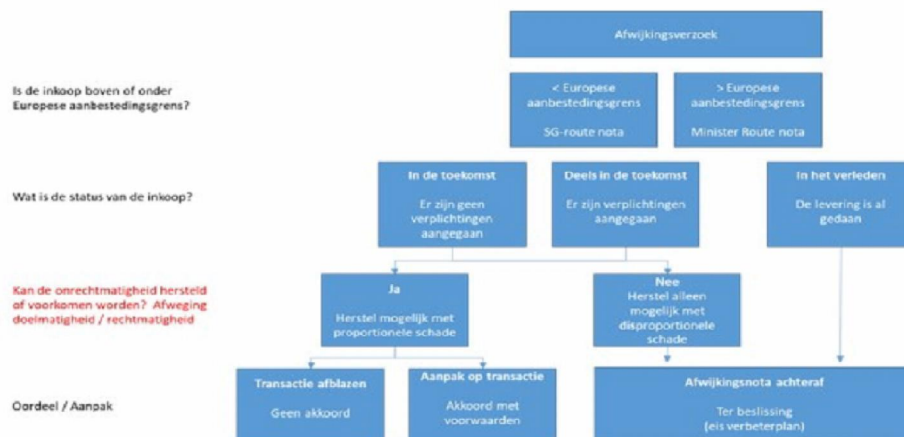 Afwijkingsverzoek
Is de inkoop boven of onder
Europese aanbestedingsgrens?
< Europese
aanbestedingsgrens
SG-route nota
> Europese
aanbestedingsgrens
Minister Route nota
Wat is de status van de inkoop?
In de toekomst
Er zijn geen
verplichtingen
aangegaan
Deels in de toekomst
Er zijn verplichtingen
aangegaan
In het verleden
De levering is al
gedaan
Kan de onrechtmatigheid hersteld
of voorkomen worden? Afweging
doelmatigheid / rechtmatigheid
Ja
Herstel mogelijk met
proportionele schade
Nee
Herstel alleen
mogelijk met
disproportionele
schade
Oordeel / Aanpak
Transactie afblazen
Geen akkoord
Aanpak op transactie
Akkoord met
voorwaarden
Afwijkingsnota achteraf
Ter beslissing
(eis verbeterplan)